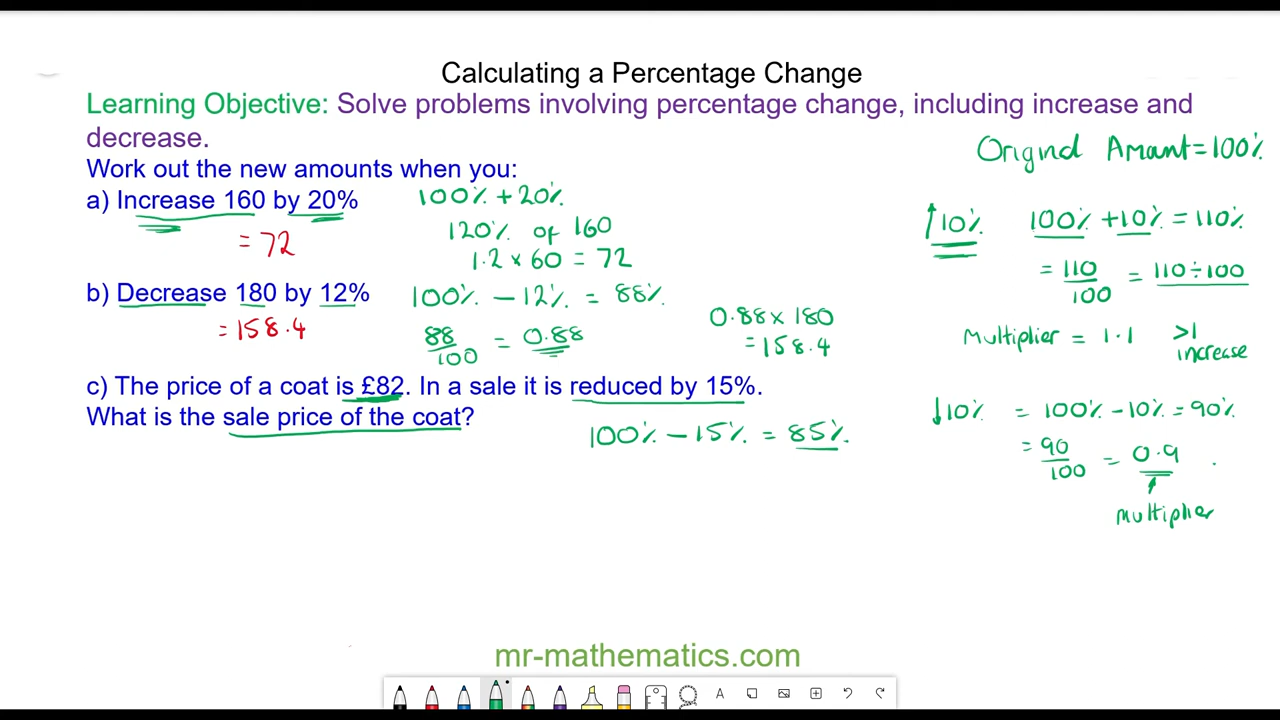 Calculating a Percentage Change
Learning Objective: Solve problems involving percentage change, including increase and
decrease.
Original Amount = 100%
Work out the new amounts when you:
a) Increase 160 by 20%
100% + 20%
120% of 160
1.2 × 60 = 72
= 72
↑10% 100% + 10% = 110%
= 110/100 = 110 ÷ 100
Multiplier = 1.1 >1 increase
b) Decrease 180 by 12%
100% − 12% = 88%
88/100 = 0.88
0.88 × 180
= 158.4
= 158.4
c) The price of a coat is £82. In a sale it is reduced by 15%.
What is the sale price of the coat?
100% − 15% = 85%.
↓10% = 100% − 10% = 90%
= 90/100 = 0.9
↑
multiplier
mr-mathematics.com
A